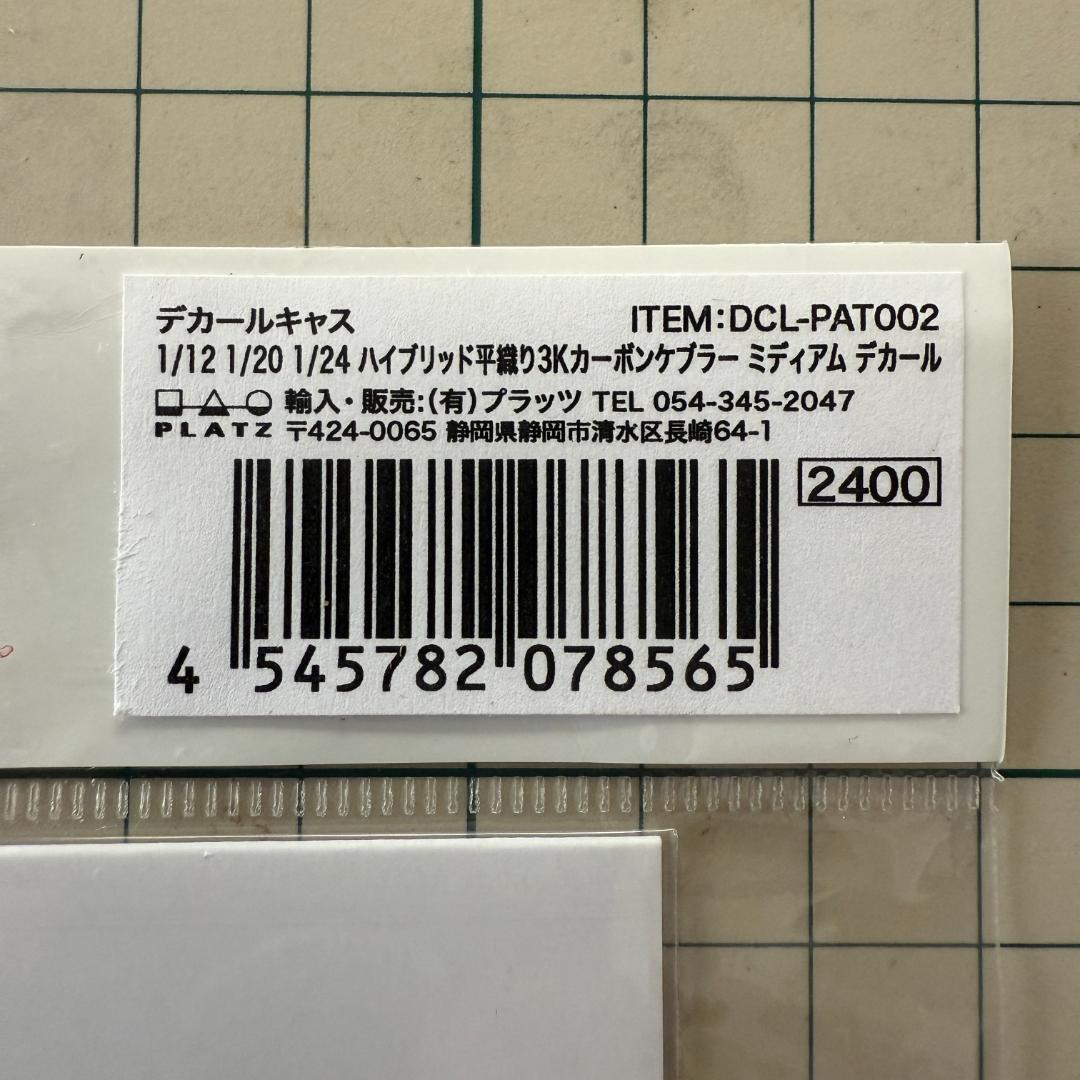 デカールキャス ITEM:DCL-PAT002
1/12 1/20 1/24 ハイブリッド平織り3Kカーボンケブラー ミディアム デカール
輸入・販売:(有)プラッツ TEL 054-345-2047
PLATZ 〒424-0065 静岡県静岡市清水区長崎64-1
2400
4 545782 078565